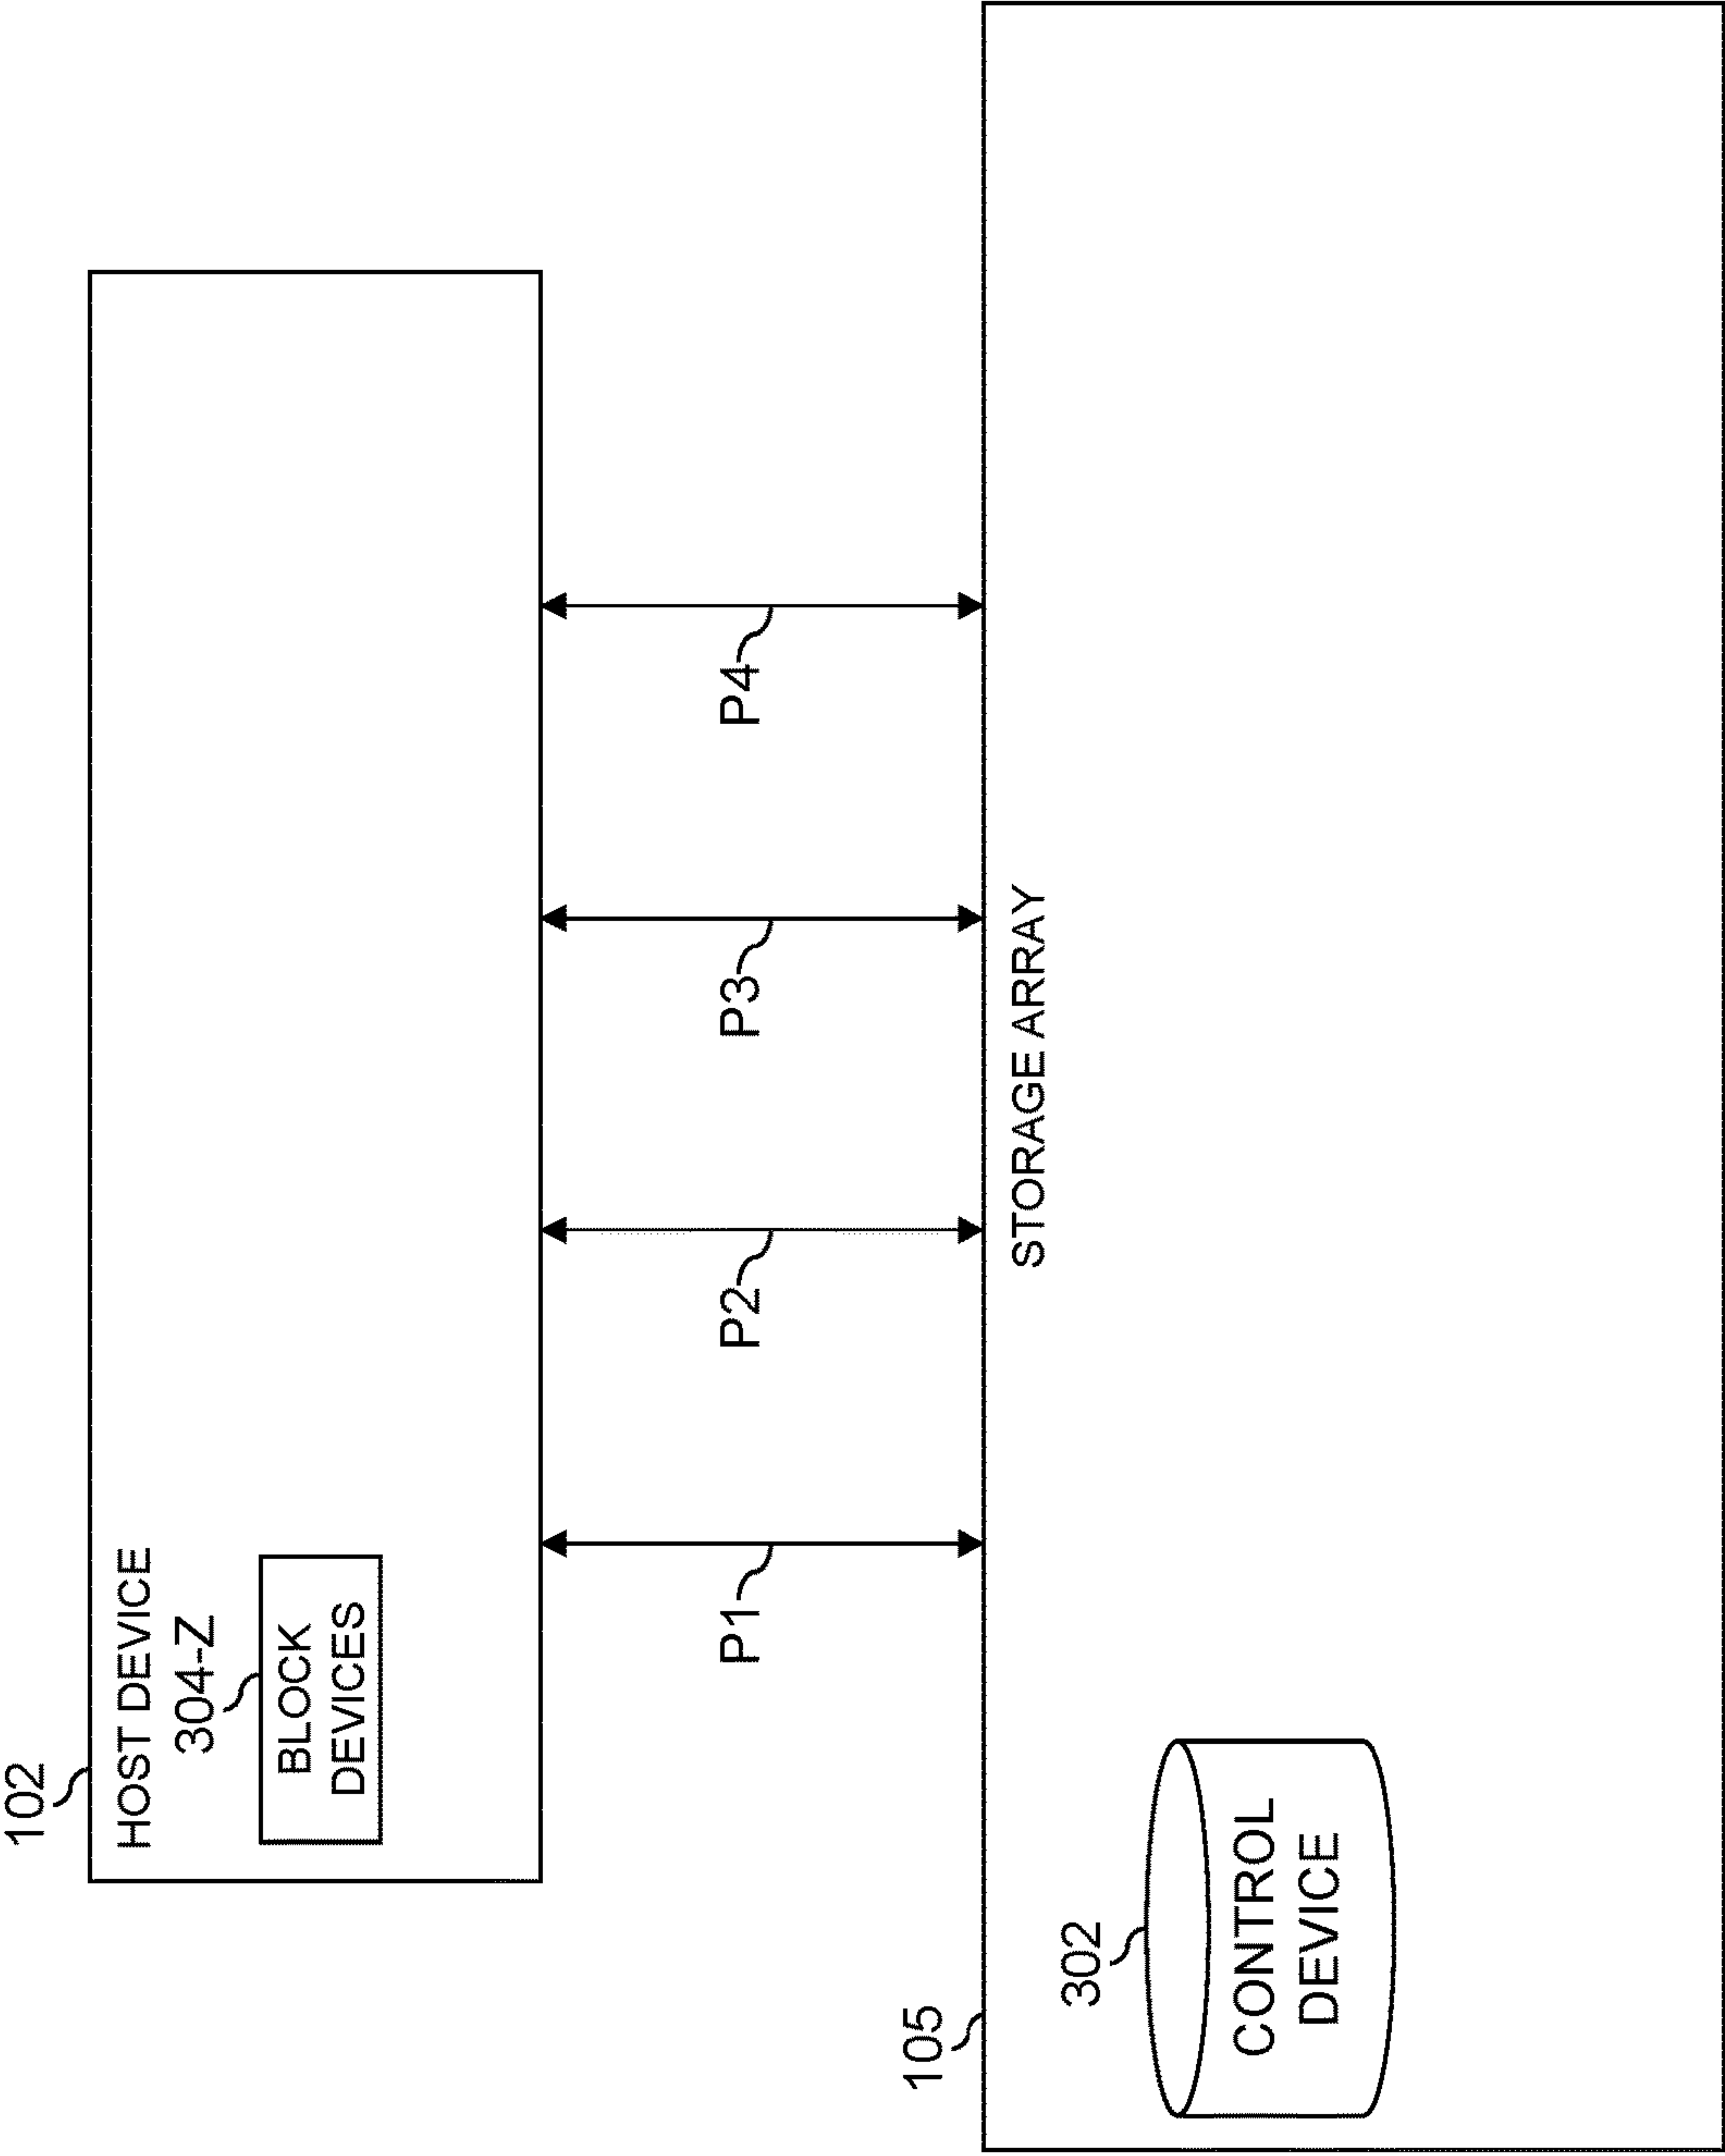 102
HOST DEVICE
304-Z
BLOCK
DEVICES
P1
P2
P3
P4
105
STORAGE ARRAY
302
CONTROL
DEVICE